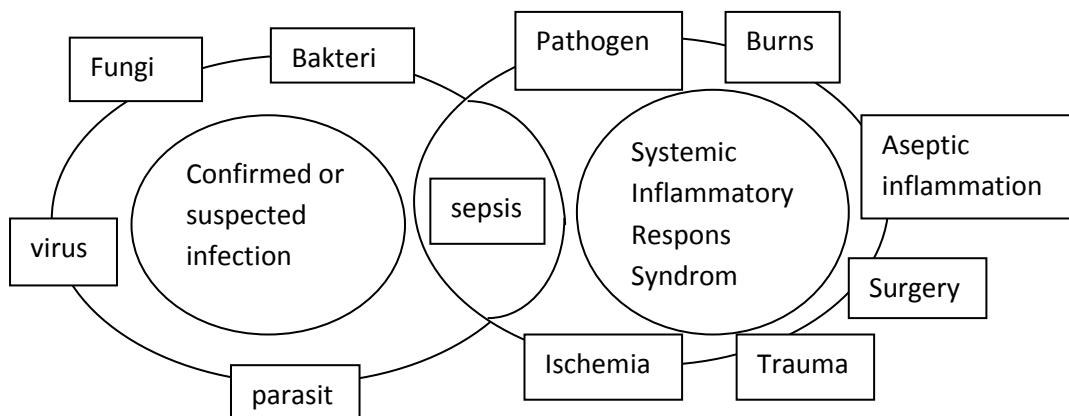 Fungi
Bakteri
Pathogen
Burns
Confirmed or
suspected
infection
virus
parasit
sepsis
Systemic
Inflammatory
Respons
Syndrom
Aseptic
inflammation
Surgery
Trauma
Ischemia